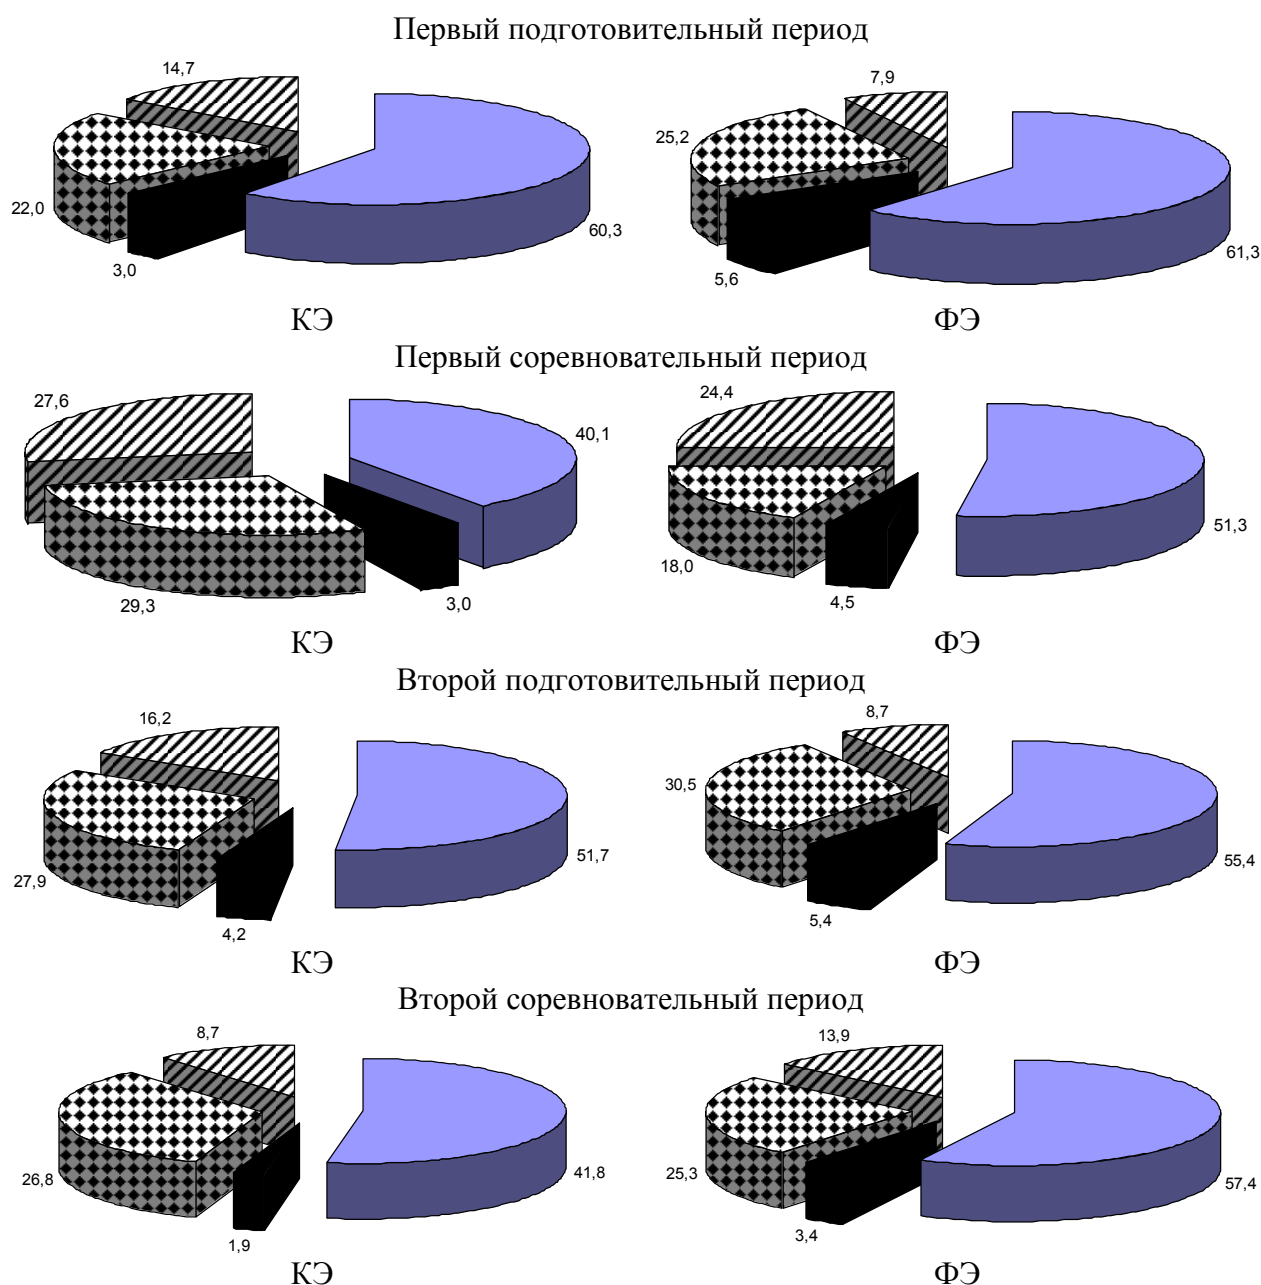 Первый подготовительный период
14,7
7,9
25,2
22,0
60,3
61,3
3,0
5,6
КЭ
ФЭ
Первый соревновательный период
27,6
24,4
40,1
51,3
29,3
3,0
18,0
4,5
КЭ
ФЭ
Второй подготовительный период
16,2
8,7
30,5
51,7
55,4
27,9
4,2
5,4
КЭ
ФЭ
Второй соревновательный период
8,7
13,9
26,8
41,8
25,3
57,4
1,9
3,4
КЭ
ФЭ